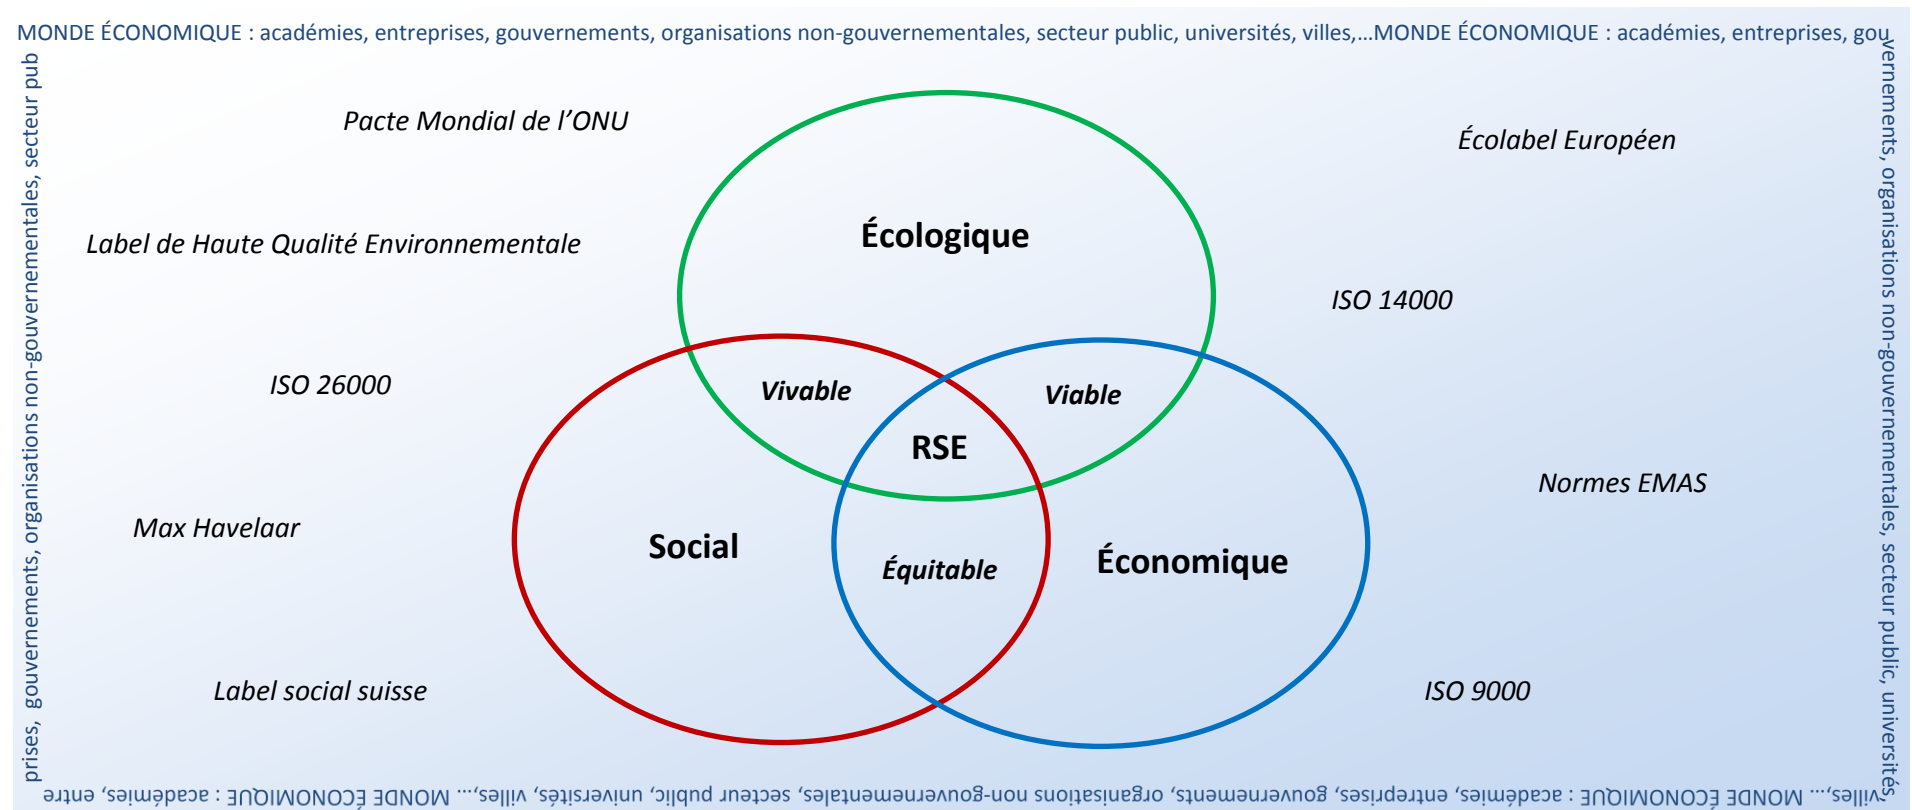 MONDE ÉCONOMIQUE : académies, entreprises, gouvernements, organisations non-gouvernementales, secteur public, universités, villes,…MONDE ÉCONOMIQUE : académies, entreprises, gou
vernements, organisations non-gouvernementales, secteur public, universités,
villes,… MONDE ÉCONOMIQUE : académies, entreprises, gouvernements, organisations non-gouvernementales, secteur public, universités, villes,… MONDE ÉCONOMIQUE : académies, entre
prises, gouvernements, organisations non-gouvernementales, secteur pub
Pacte Mondial de l’ONU
Écolabel Européen
Écologique
Label de Haute Qualité Environnementale
ISO 14000
ISO 26000
Vivable
Viable
RSE
Normes EMAS
Max Havelaar
Social
Économique
Équitable
Label social suisse
ISO 9000